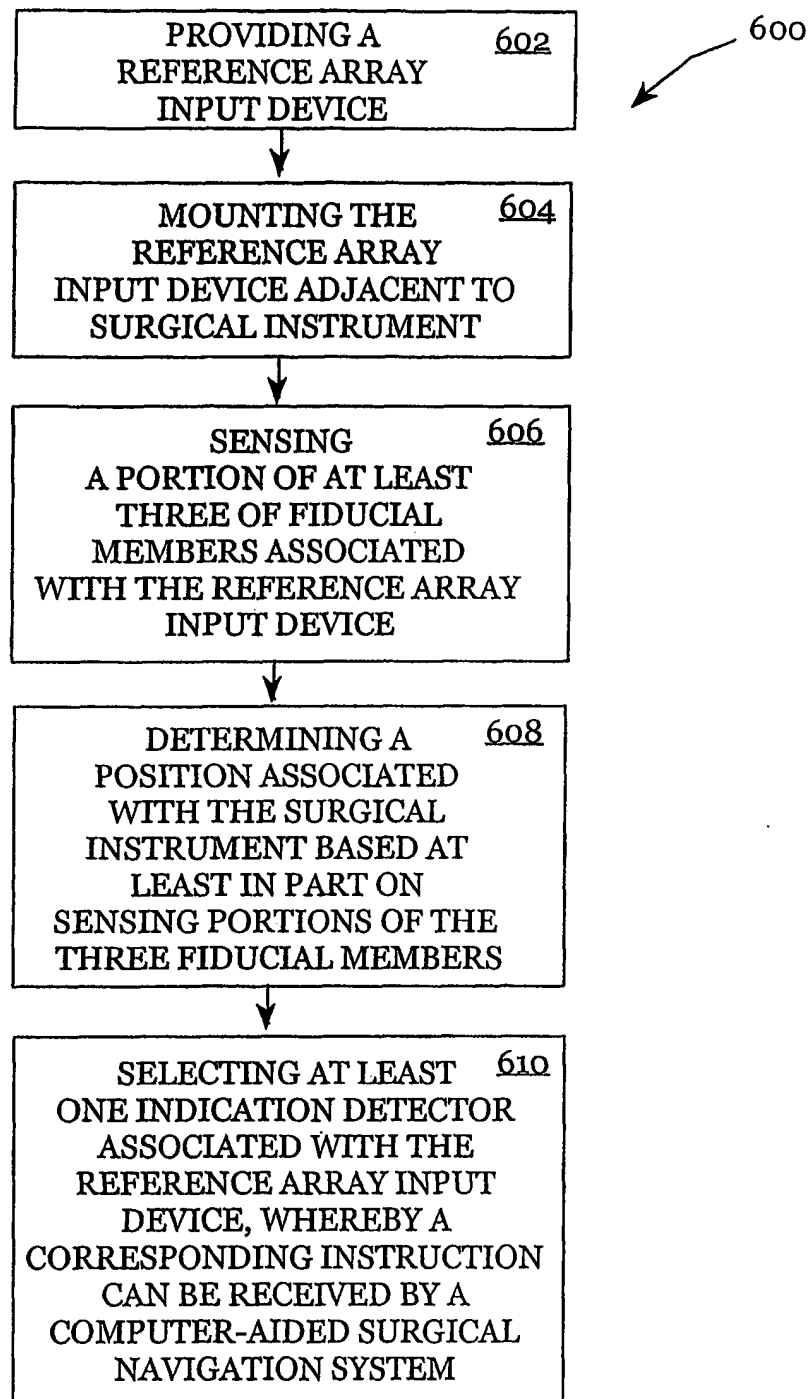 600
PROVIDING A 602
REFERENCE ARRAY
INPUT DEVICE
MOUNTING THE 604
REFERENCE ARRAY
INPUT DEVICE ADJACENT TO
SURGICAL INSTRUMENT
SENSING 606
A PORTION OF AT LEAST
THREE OF FIDUCIAL
MEMBERS ASSOCIATED
WITH THE REFERENCE ARRAY
INPUT DEVICE
DETERMINING A 608
POSITION ASSOCIATED
WITH THE SURGICAL
INSTRUMENT BASED AT
LEAST IN PART ON
SENSING PORTIONS OF THE
THREE FIDUCIAL MEMBERS
SELECTING AT LEAST 610
ONE INDICATION DETECTOR
ASSOCIATED WITH THE
REFERENCE ARRAY INPUT
DEVICE, WHEREBY A
CORRESPONDING INSTRUCTION
CAN BE RECEIVED BY A
COMPUTER-AIDED SURGICAL
NAVIGATION SYSTEM